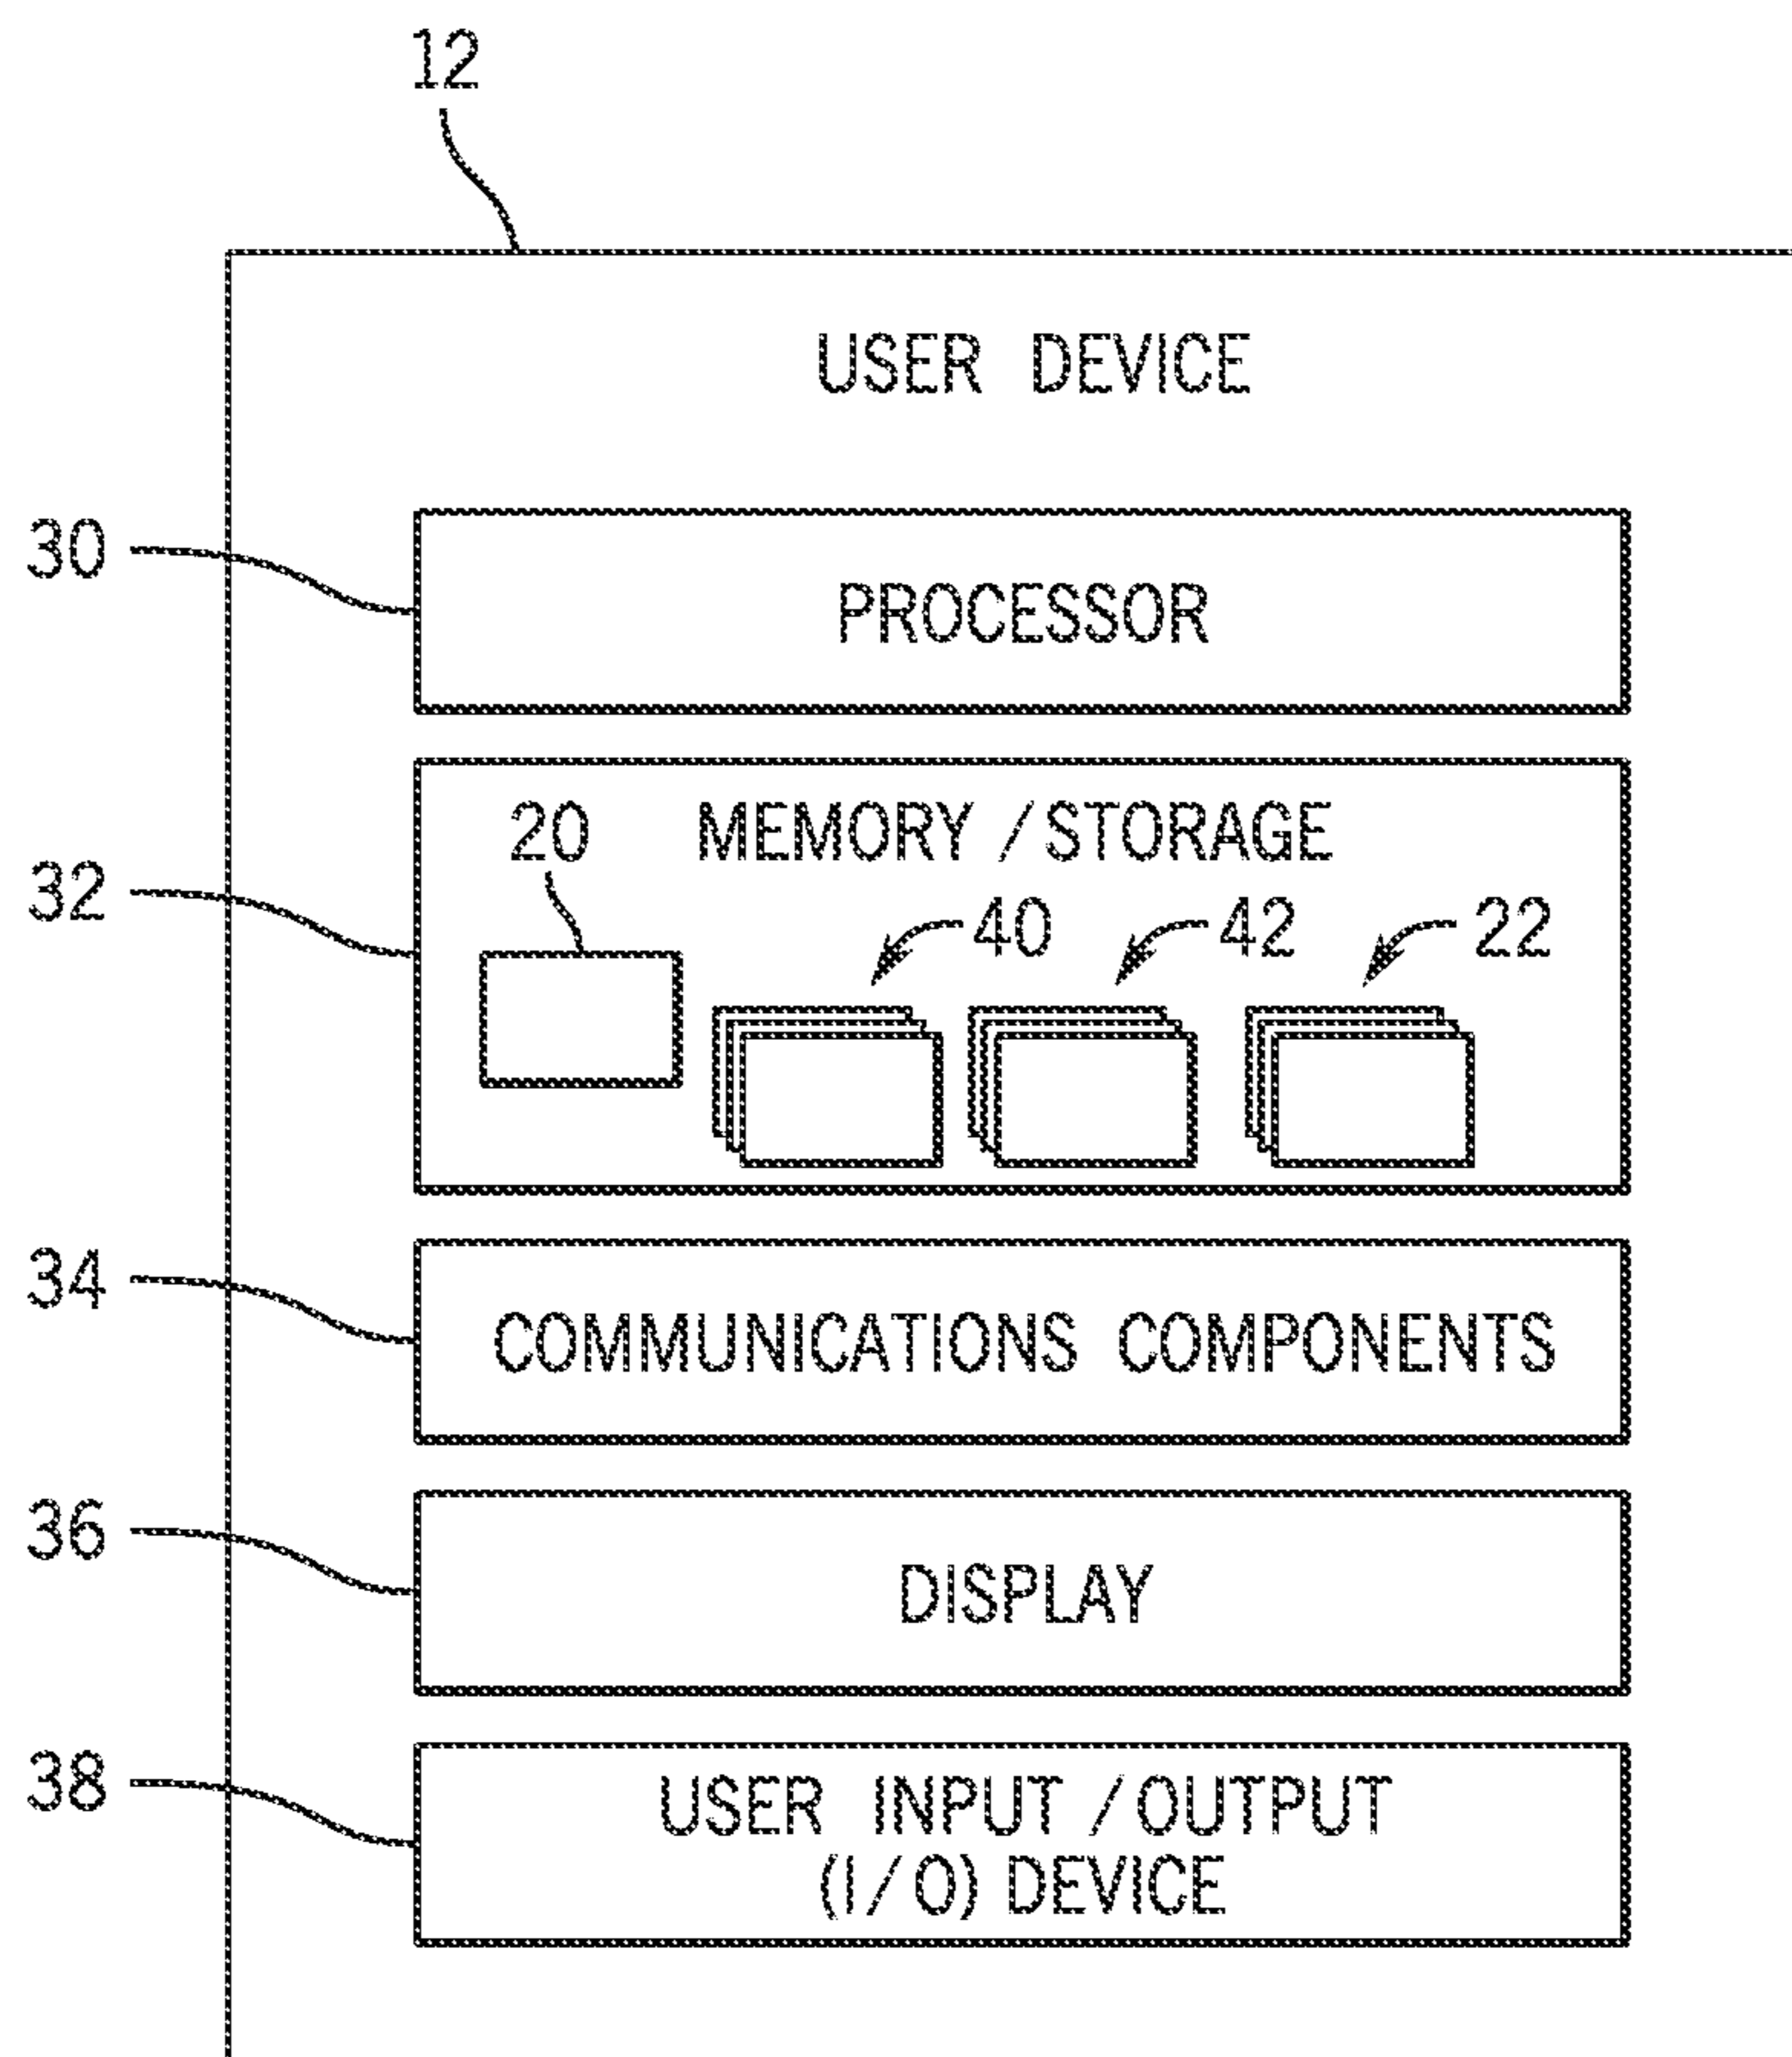 12
USER DEVICE
30
PROCESSOR
32
20
MEMORY / STORAGE
40
42
22
34
COMMUNICATIONS COMPONENTS
36
DISPLAY
38
USER INPUT / OUTPUT
(I / O) DEVICE